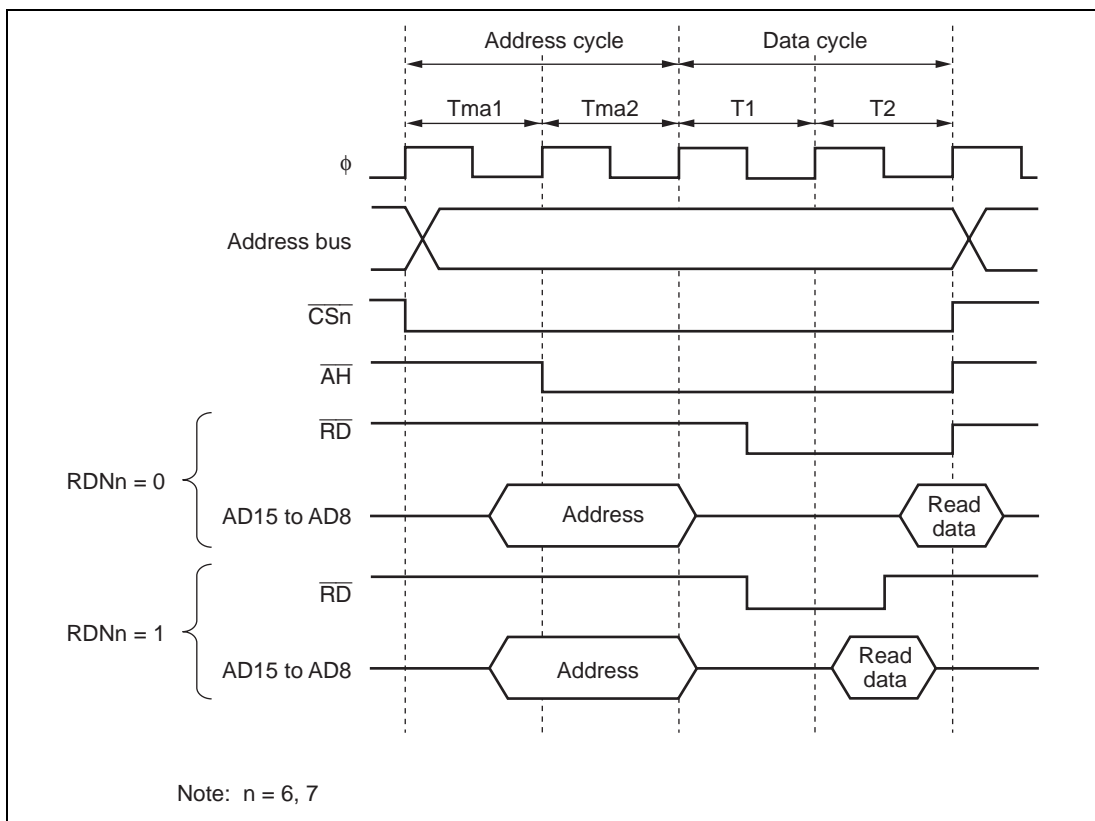 Address cycle Data cycle
Tma1 Tma2 T1 T2
ϕ
Address bus
CSn
AH
RD
RDNn = 0
AD15 to AD8 Address Read data
RD
RDNn = 1
AD15 to AD8 Address Read data
Note: n = 6, 7